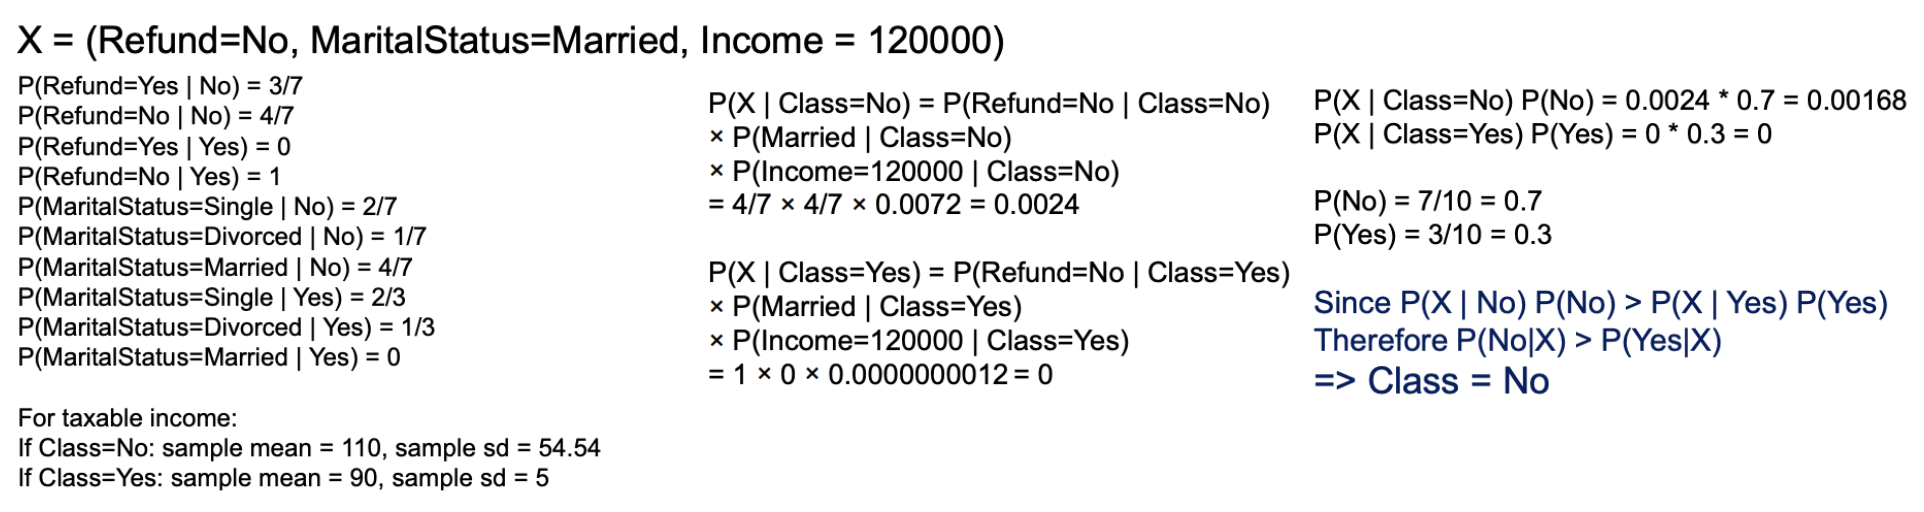 X = (Refund=No, MaritalStatus=Married, Income = 120000)
P(Refund=Yes | No) = 3/7
P(Refund=No | No) = 4/7
P(Refund=Yes | Yes) = 0
P(Refund=No | Yes) = 1
P(MaritalStatus=Single | No) = 2/7
P(MaritalStatus=Divorced | No) = 1/7
P(MaritalStatus=Married | No) = 4/7
P(MaritalStatus=Single | Yes) = 2/3
P(MaritalStatus=Divorced | Yes) = 1/3
P(MaritalStatus=Married | Yes) = 0
For taxable income:
If Class=No: sample mean = 110, sample sd = 54.54
If Class=Yes: sample mean = 90, sample sd = 5
P(X | Class=No) = P(Refund=No | Class=No)
× P(Married | Class=No)
× P(Income=120000 | Class=No)
= 4/7 × 4/7 × 0.0072 = 0.0024
P(X | Class=Yes) = P(Refund=No | Class=Yes)
× P(Married | Class=Yes)
× P(Income=120000 | Class=Yes)
= 1 × 0 × 0.0000000012 = 0
P(X | Class=No) P(No) = 0.0024 * 0.7 = 0.00168
P(X | Class=Yes) P(Yes) = 0 * 0.3 = 0
P(No) = 7/10 = 0.7
P(Yes) = 3/10 = 0.3
Since P(X | No) P(No) > P(X | Yes) P(Yes)
Therefore P(No|X) > P(Yes|X)
=> Class = No